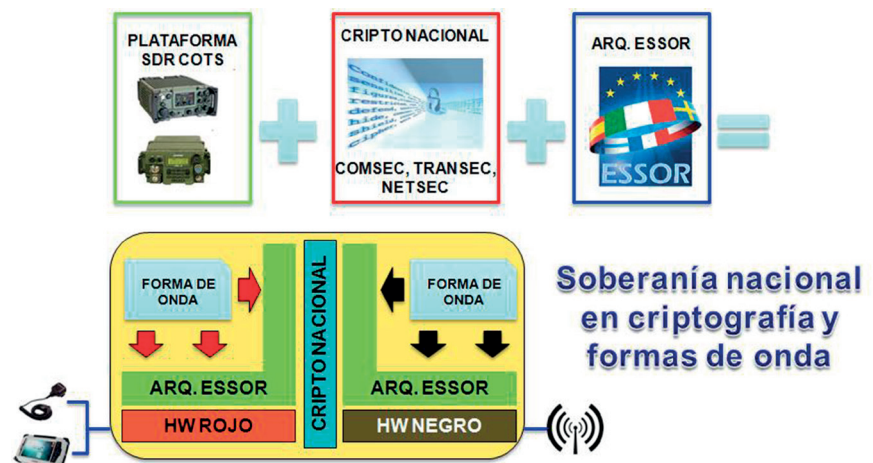 PLATAFORMA
SDR COTS
CRIPTO NACIONAL
COMSEC, TRANSEC,
NETSEC
ARQ. ESSOR
ESSOR
FORMA DE
ONDA
ARQ. ESSOR
HW ROJO
CRIPTO NACIONAL
FORMA DE
ONDA
ARQ. ESSOR
HW NEGRO
Soberanía nacional
en criptografía y
formas de onda